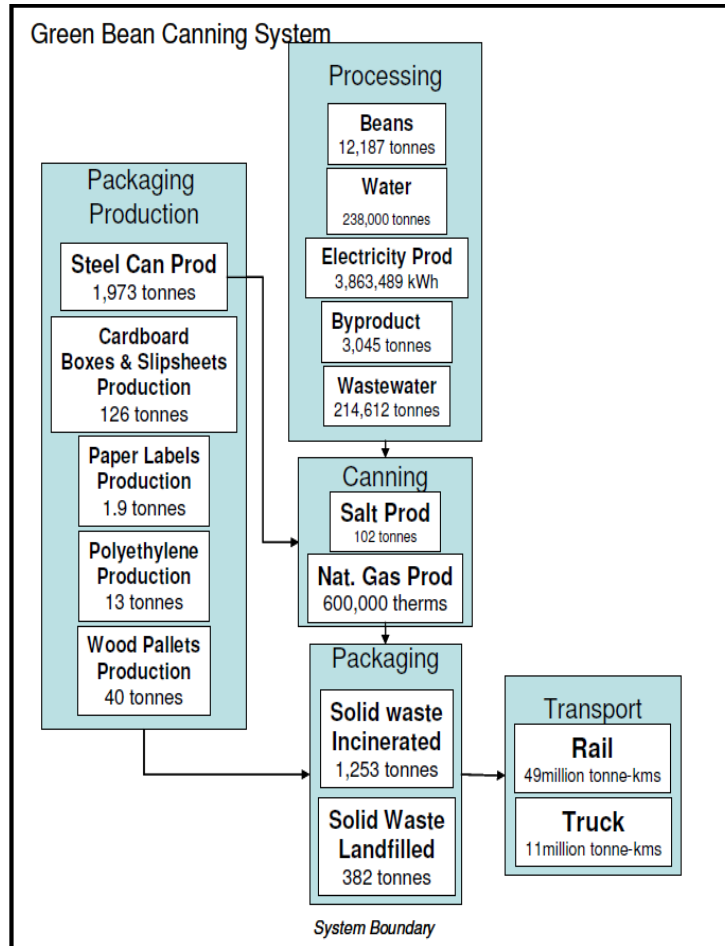 Green Bean Canning System
Processing
Beans
12,187 tonnes
Water
238,000 tonnes
Electricity Prod
3,863,489 kWh
Byproduct
3,045 tonnes
Wastewater
214,612 tonnes
Packaging
Production
Steel Can Prod
1,973 tonnes
Cardboard
Boxes & Slipsheets
Production
126 tonnes
Paper Labels
Production
1.9 tonnes
Polyethylene
Production
13 tonnes
Wood Pallets
Production
40 tonnes
Canning
Salt Prod
102 tonnes
Nat. Gas Prod
600,000 therms
Packaging
Solid waste
Incinerated
1,253 tonnes
Solid Waste
Landfilled
382 tonnes
Transport
Rail
49million tonne-kms
Truck
11million tonne-kms
System Boundary